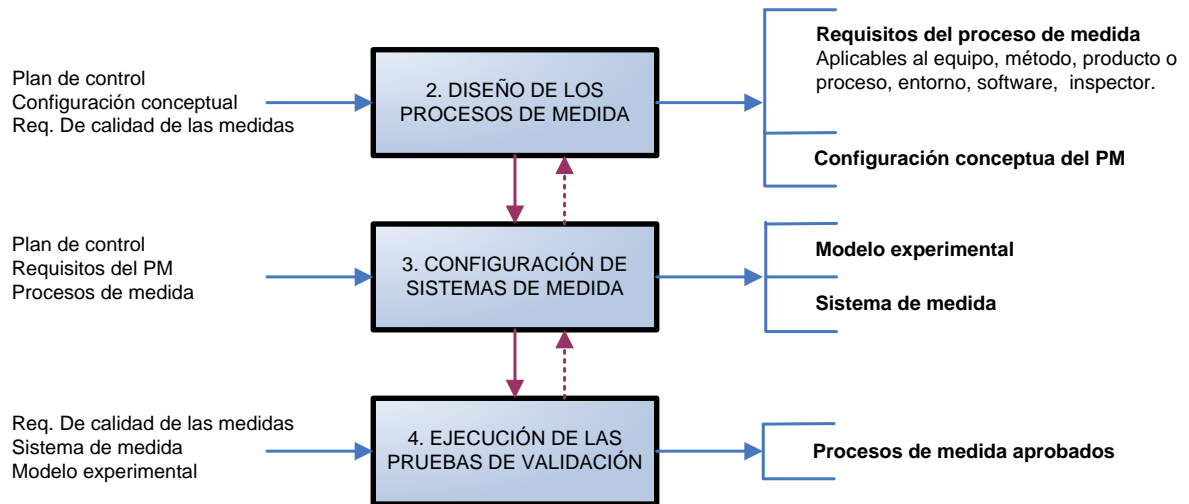 Plan de control
Configuración conceptual
Req. De calidad de las medidas
2. DISEÑO DE LOS
PROCESOS DE MEDIDA
Requisitos del proceso de medida
Aplicables al equipo, método, producto o
proceso, entorno, software, inspector.
Configuración conceptua del PM
Plan de control
Requisitos del PM
Procesos de medida
3. CONFIGURACIÓN DE
SISTEMAS DE MEDIDA
Modelo experimental
Sistema de medida
Req. De calidad de las medidas
Sistema de medida
Modelo experimental
4. EJECUCIÓN DE LAS
PRUEBAS DE VALIDACIÓN
Procesos de medida aprobados